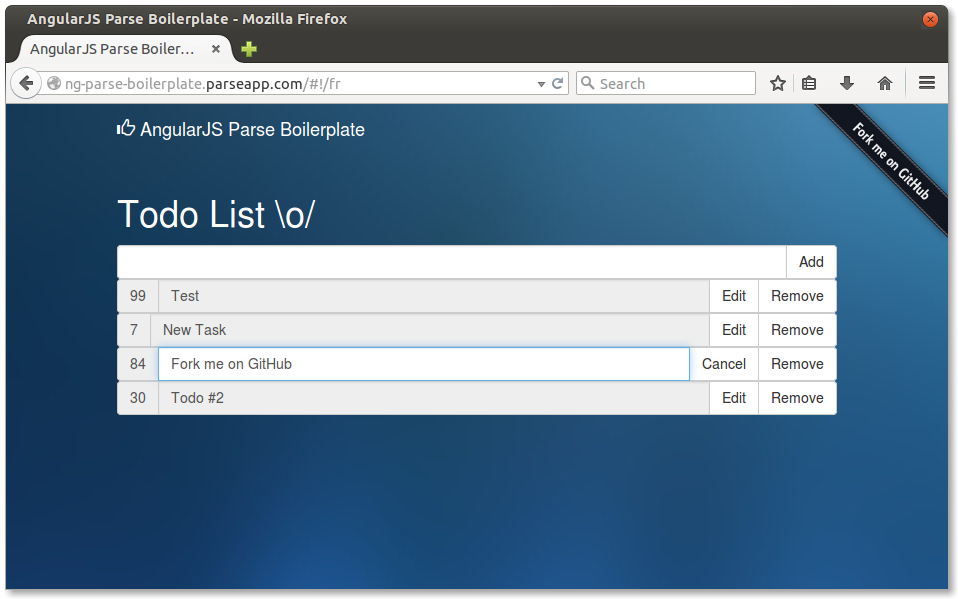 AngularJS Parse Boilerplate - Mozilla Firefox
AngularJS Parse Boiler...
ng-parse-boilerplate.parseapp.com/#!/fr
Search
AngularJS Parse Boilerplate
Fork me on GitHub
Todo List \o/
Add
99 Test Edit Remove
7 New Task Edit Remove
84 Fork me on GitHub Cancel Remove
30 Todo #2 Edit Remove